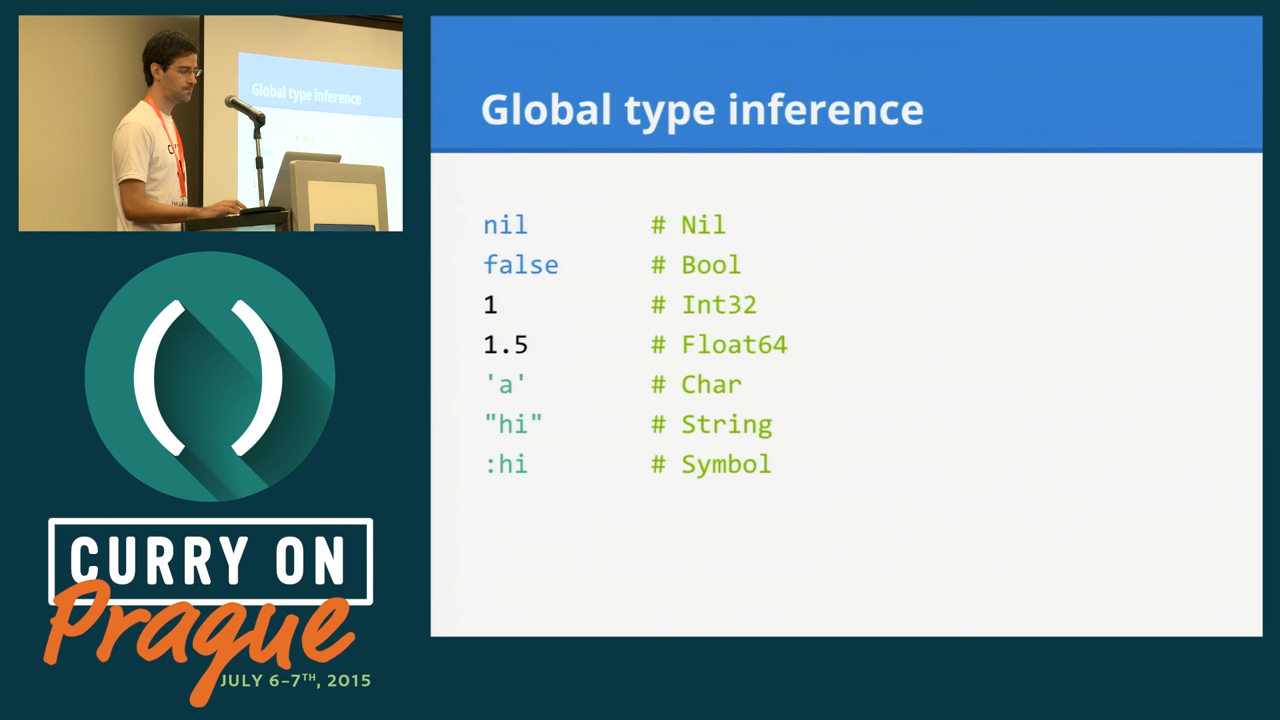 Global type inference
Global type inference
nil # Nil
false # Bool
1 # Int32
1.5 # Float64
'a' # Char
"hi" # String
:hi # Symbol
()
CURRY ON
Prague
JULY 6-7TH, 2015